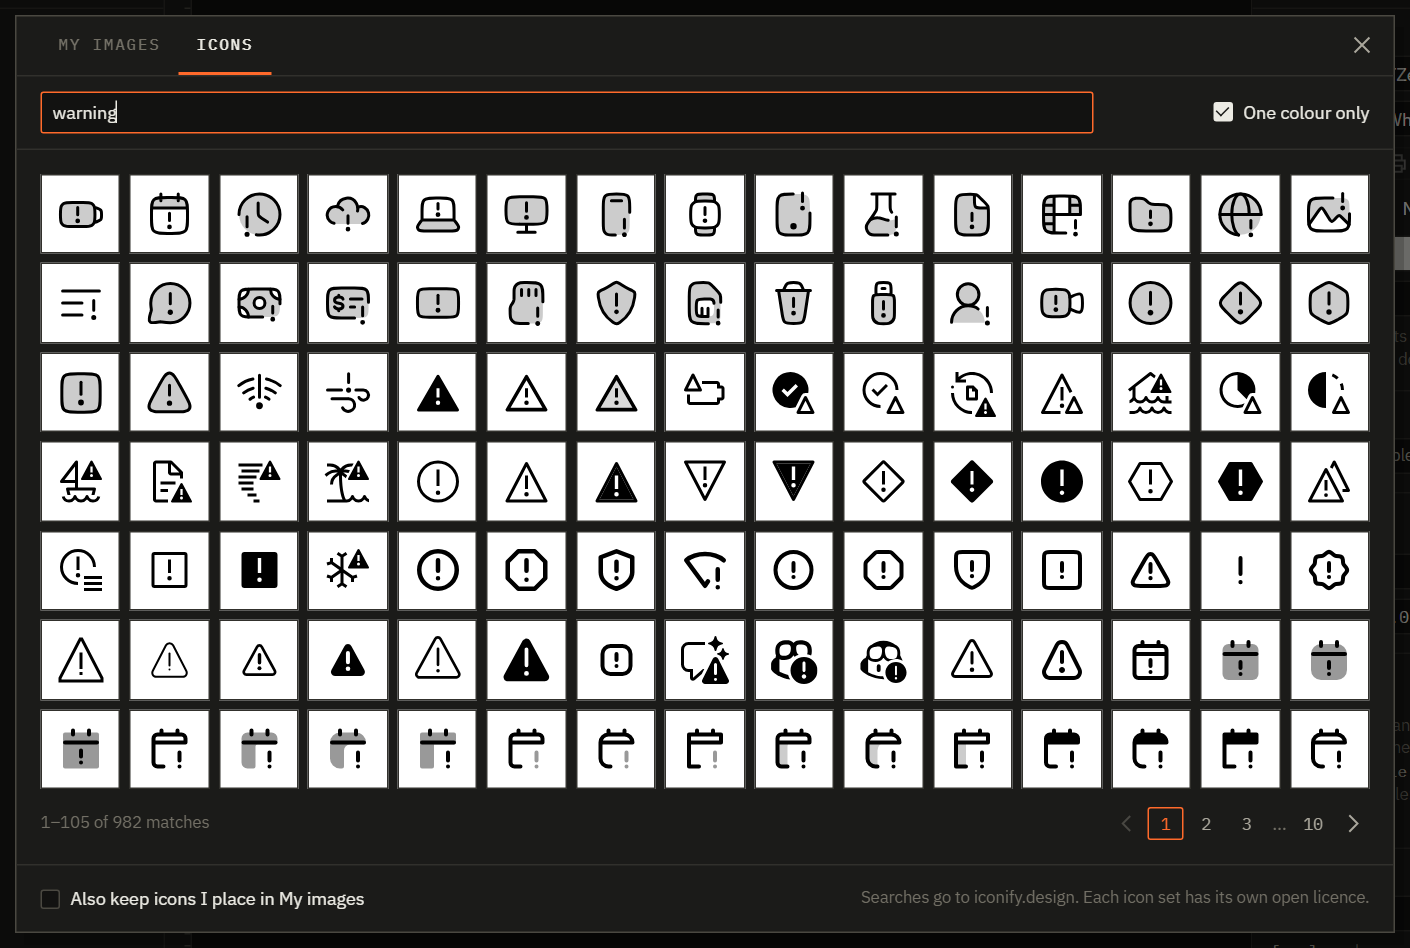 MY IMAGES
ICONS
warning
One colour only
1–105 of 982 matches
1
2
3
...
10
Also keep icons I place in My images
Searches go to iconify.design. Each icon set has its own open licence.